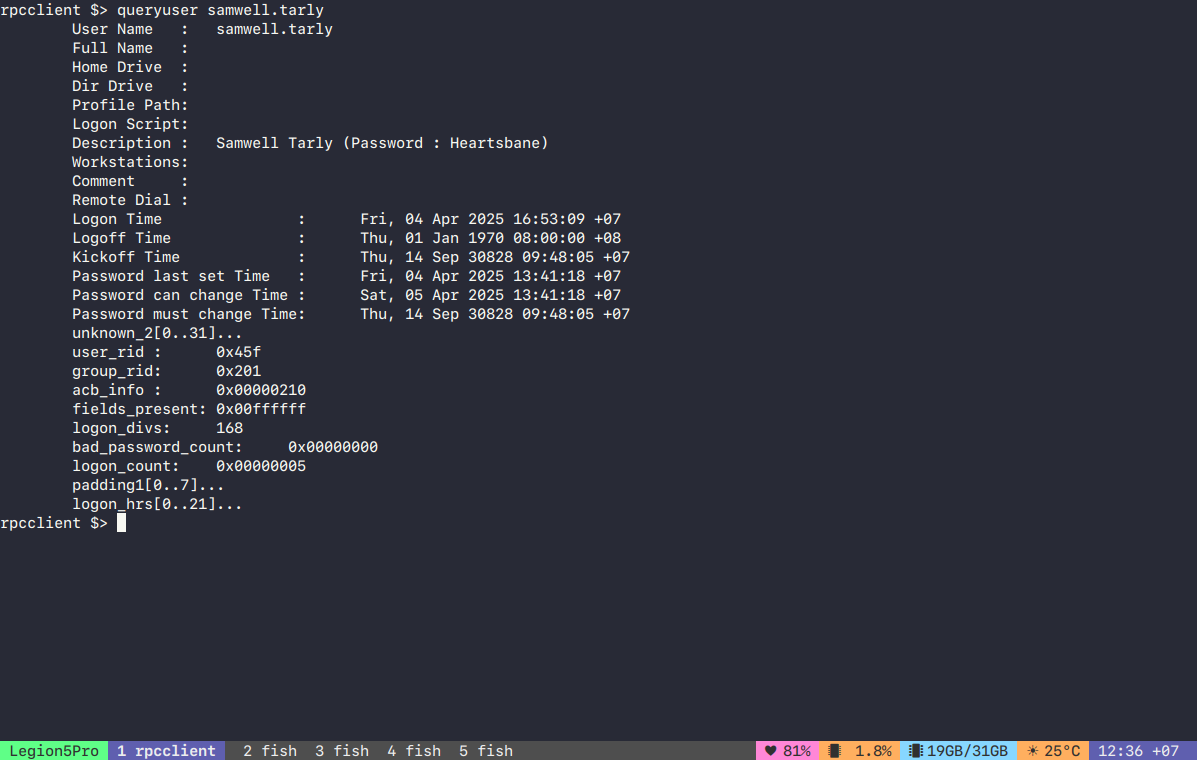 rpcclient $> queryuser samwell.tarly
        User Name   :   samwell.tarly
        Full Name   :
        Home Drive  :
        Dir Drive   :
        Profile Path:
        Logon Script:
        Description :   Samwell Tarly (Password : Heartsbane)
        Workstations:
        Comment     :
        Remote Dial :
        Logon Time               :      Fri, 04 Apr 2025 16:53:09 +07
        Logoff Time              :      Thu, 01 Jan 1970 08:00:00 +08
        Kickoff Time             :      Thu, 14 Sep 30828 09:48:05 +07
        Password last set Time   :      Fri, 04 Apr 2025 13:41:18 +07
        Password can change Time :      Sat, 05 Apr 2025 13:41:18 +07
        Password must change Time:      Thu, 14 Sep 30828 09:48:05 +07
        unknown_2[0..31]...
        user_rid :      0x45f
        group_rid:      0x201
        acb_info :      0x00000210
        fields_present: 0x00ffffff
        logon_divs:     168
        bad_password_count:     0x00000000
        logon_count:    0x00000005
        padding1[0..7]...
        logon_hrs[0..21]...
rpcclient $>
Legion5Pro 1 rpcclient 2 fish 3 fish 4 fish 5 fish ♥ 81% 1.8% 19GB/31GB ☀ 25°C 12:36 +07